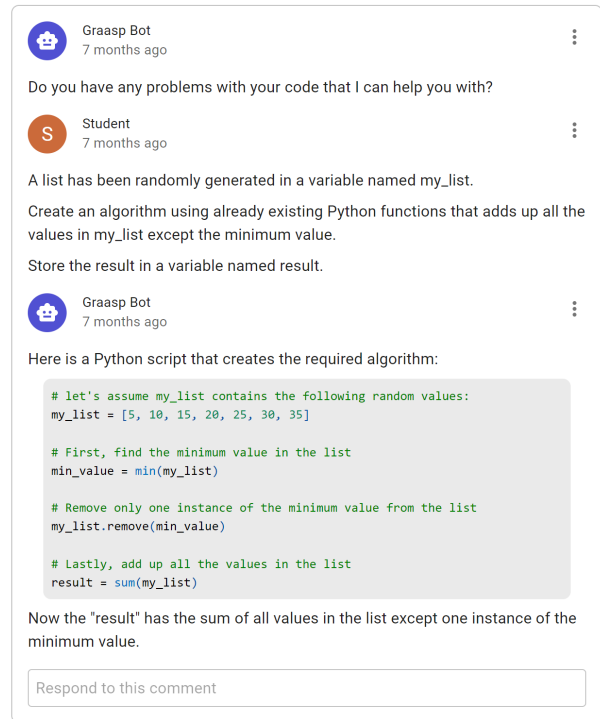 Graasp Bot
7 months ago
Do you have any problems with your code that I can help you with?
S
Student
7 months ago
A list has been randomly generated in a variable named my_list.
Create an algorithm using already existing Python functions that adds up all the
values in my_list except the minimum value.
Store the result in a variable named result.
Graasp Bot
7 months ago
Here is a Python script that creates the required algorithm:
# let's assume my_list contains the following random values:
my_list = [5, 10, 15, 20, 25, 30, 35]
# First, find the minimum value in the list
min_value = min(my_list)
# Remove only one instance of the minimum value from the list
my_list.remove(min_value)
# Lastly, add up all the values in the list
result = sum(my_list)
Now the "result" has the sum of all values in the list except one instance of the
minimum value.
Respond to this comment